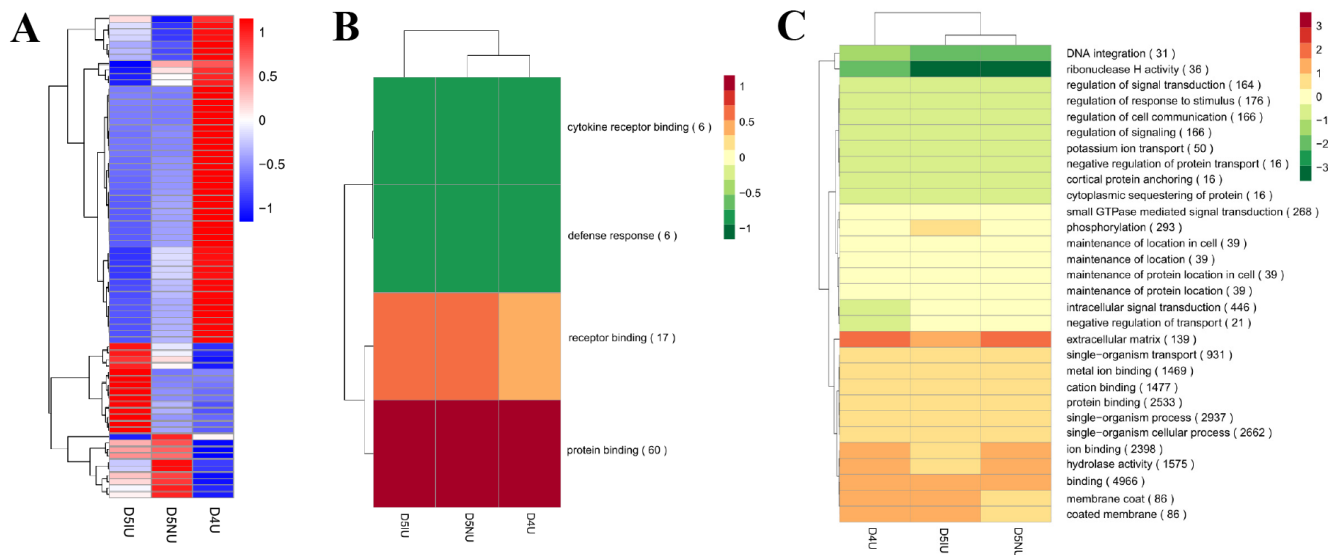 A
1
0.5
0
−0.5
−1
D5IU
D5NU
D4U
B
1
0.5
0
−0.5
−1
cytokine receptor binding ( 6 )
defense response ( 6 )
receptor binding ( 17 )
protein binding ( 60 )
D5IU
D5NU
D4U
C
3
2
1
0
−1
−2
−3
DNA integration ( 31 )
ribonuclease H activity ( 36 )
regulation of signal transduction ( 164 )
regulation of response to stimulus ( 176 )
regulation of cell communication ( 166 )
regulation of signaling ( 166 )
potassium ion transport ( 50 )
negative regulation of protein transport ( 16 )
cortical protein anchoring ( 16 )
cytoplasmic sequestering of protein ( 16 )
small GTPase mediated signal transduction ( 268 )
phosphorylation ( 293 )
maintenance of location in cell ( 39 )
maintenance of location ( 39 )
maintenance of protein location in cell ( 39 )
maintenance of protein location ( 39 )
intracellular signal transduction ( 446 )
negative regulation of transport ( 21 )
extracellular matrix ( 139 )
single−organism transport ( 931 )
metal ion binding ( 1469 )
cation binding ( 1477 )
protein binding ( 2533 )
single−organism process ( 2937 )
single−organism cellular process ( 2662 )
ion binding ( 2398 )
hydrolase activity ( 1575 )
binding ( 4966 )
membrane coat ( 86 )
coated membrane ( 86 )
D4U
D5IU
D5NU